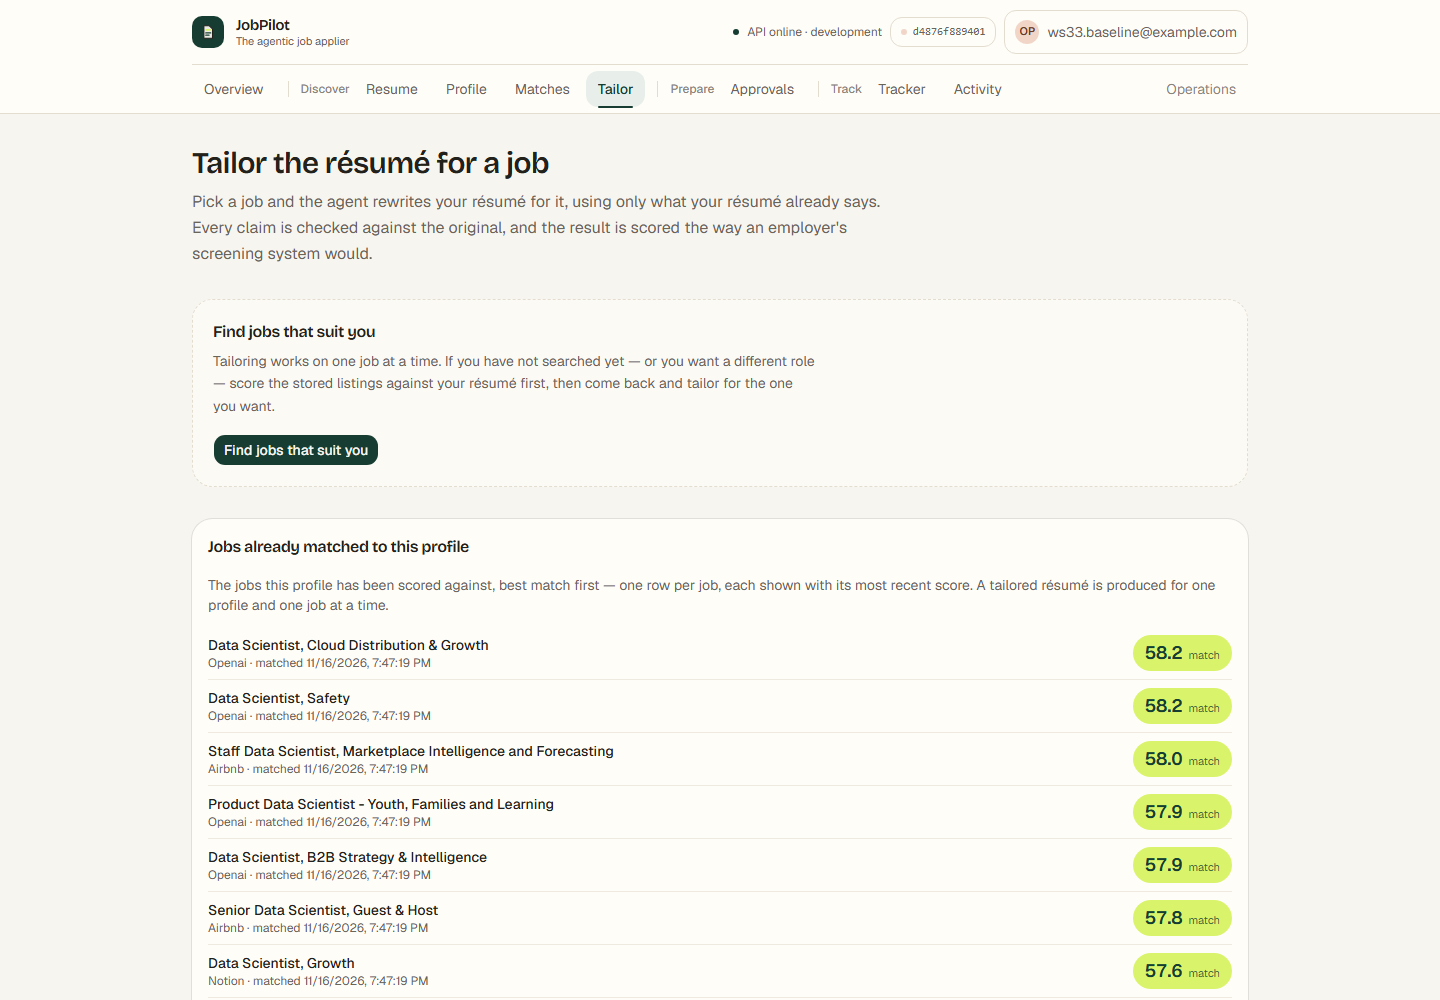 JobPilot
The agentic job applier
API online · development
d4876f889401
OP
ws33.baseline@example.com
Overview
Discover
Resume
Profile
Matches
Tailor
Prepare
Approvals
Track
Tracker
Activity
Operations
Tailor the résumé for a job
Pick a job and the agent rewrites your résumé for it, using only what your résumé already says.
Every claim is checked against the original, and the result is scored the way an employer's
screening system would.
Find jobs that suit you
Tailoring works on one job at a time. If you have not searched yet — or you want a different role
— score the stored listings against your résumé first, then come back and tailor for the one
you want.
Find jobs that suit you
Jobs already matched to this profile
The jobs this profile has been scored against, best match first — one row per job, each shown with its most recent score. A tailored résumé is produced for one
profile and one job at a time.
Data Scientist, Cloud Distribution & Growth
Openai · matched 11/16/2026, 7:47:19 PM
58.2 match
Data Scientist, Safety
Openai · matched 11/16/2026, 7:47:19 PM
58.2 match
Staff Data Scientist, Marketplace Intelligence and Forecasting
Airbnb · matched 11/16/2026, 7:47:19 PM
58.0 match
Product Data Scientist - Youth, Families and Learning
Openai · matched 11/16/2026, 7:47:19 PM
57.9 match
Data Scientist, B2B Strategy & Intelligence
Openai · matched 11/16/2026, 7:47:19 PM
57.9 match
Senior Data Scientist, Guest & Host
Airbnb · matched 11/16/2026, 7:47:19 PM
57.8 match
Data Scientist, Growth
Notion · matched 11/16/2026, 7:47:19 PM
57.6 match